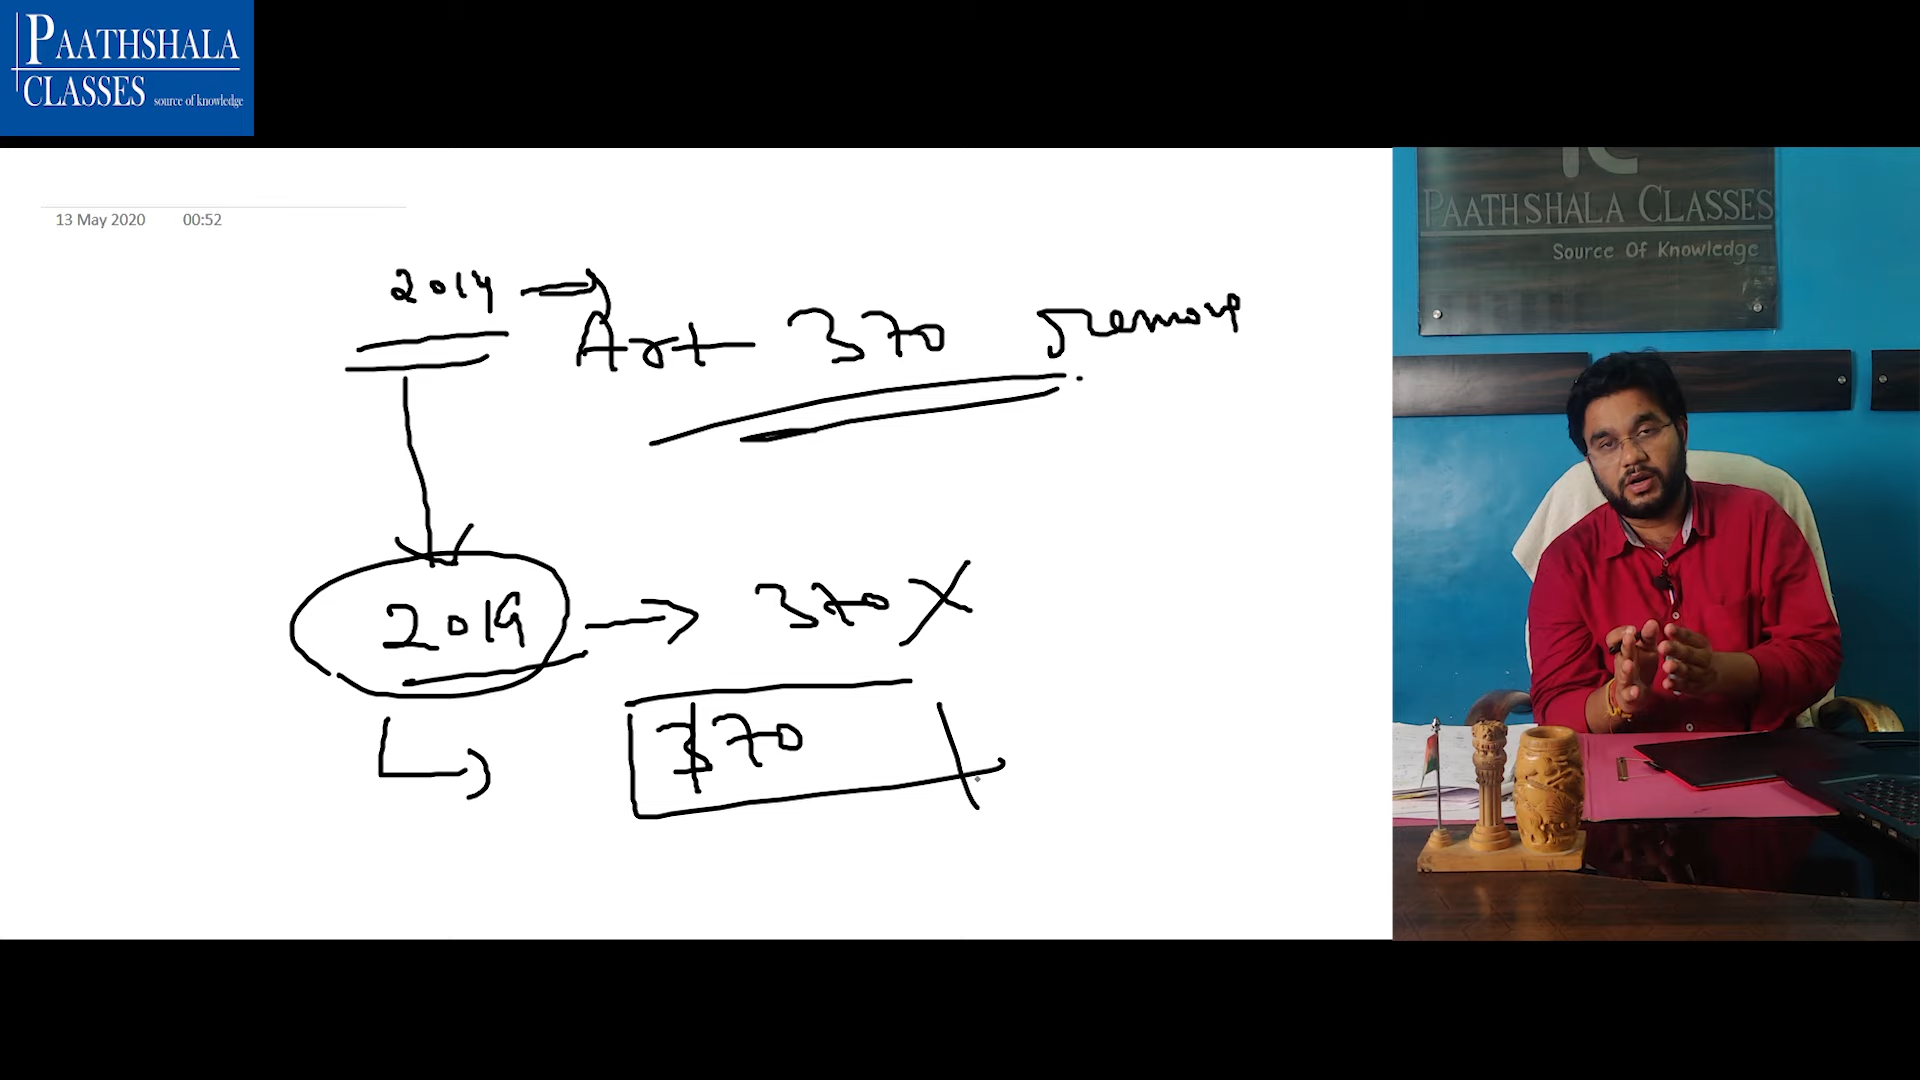 PAATHSHALA
CLASSES source of knowledge
13 May 2020 00:52
2014 →
Art 370 remove
2019 → 370 X
370
PAATHSHALA CLASSES
Source Of Knowledge